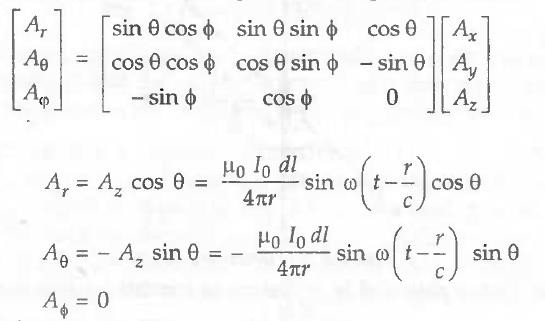 [A_r A_θ A_φ] = [sin θ cos ϕ sin θ sin ϕ cos θ; cos θ cos ϕ cos θ sin ϕ − sin θ; − sin ϕ cos ϕ 0] [A_x A_y A_z]
A_r = A_z cos θ = μ_0 I_0 dl / 4πr sin ω(t − r/c) cos θ
A_θ = − A_z sin θ = − μ_0 I_0 dl / 4πr sin ω(t − r/c) sin θ
A_ϕ = 0